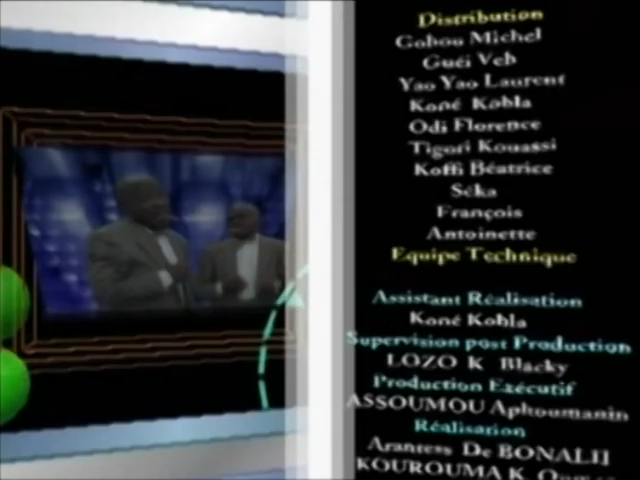 Distribution
Gohou Michel
Guéi Veh
Yao Yao Laurent
Koné Kobla
Odi Florence
Tigori Kouassi
Koffi Béatrice
Séka
François
Antoinette
Equipe Technique
Assistant Réalisation
Koné Kobla
Supervision post Production
LOZO K Blacky
Production Exécutif
ASSOUMOU Aphoumanin
Réalisation
Arantess De BONALII
KOUROUMA K.